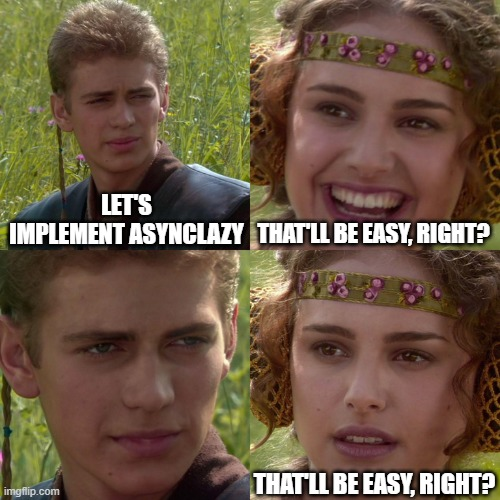 LET'S
IMPLEMENT ASYNCLAZY
THAT'LL BE EASY, RIGHT?
THAT'LL BE EASY, RIGHT?
imgflip.com